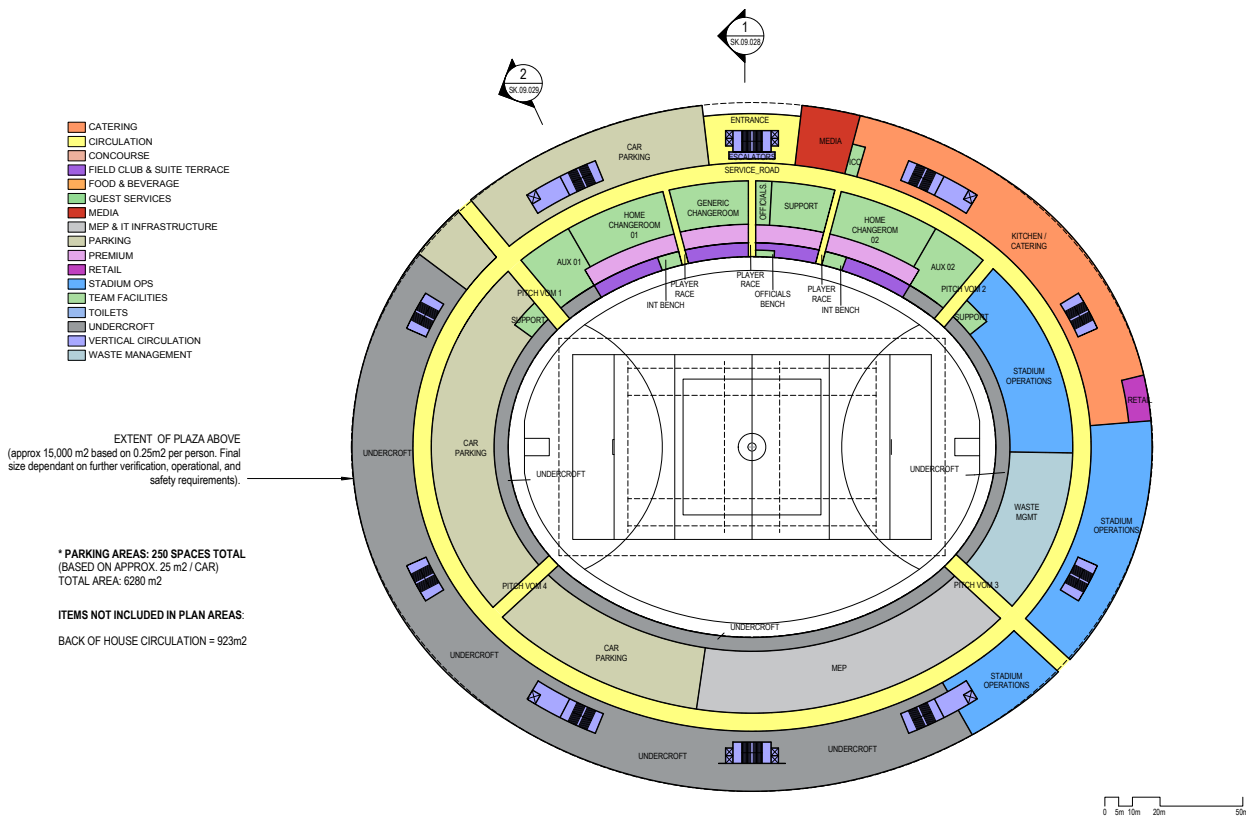 1
SK.09.028
2
SK.09.029
CATERING
CIRCULATION
CONCOURSE
FIELD CLUB & SUITE TERRACE
FOOD & BEVERAGE
GUEST SERVICES
MEDIA
MEP & IT INFRASTRUCTURE
PARKING
PREMIUM
RETAIL
STADIUM OPS
TEAM FACILITIES
TOILETS
UNDERCROFT
VERTICAL CIRCULATION
WASTE MANAGEMENT
EXTENT OF PLAZA ABOVE
(approx 15,000 m2 based on 0.25m2 per person. Final
size dependant on further verification, operational, and
safety requirements).
* PARKING AREAS: 250 SPACES TOTAL
(BASED ON APPROX. 25 m2 / CAR)
TOTAL AREA: 6280 m2
ITEMS NOT INCLUDED IN PLAN AREAS:
BACK OF HOUSE CIRCULATION = 923m2
ENTRANCE
ESCALATORS
SERVICE_ROAD
MEDIA
ICC
CAR
PARKING
KITCHEN /
CATERING
HOME
CHANGEROOM
01
GENERIC
CHANGEROOM
OFFICIALS
SUPPORT
HOME
CHANGEROM
02
AUX 01
AUX 02
PITCH VOM 1
PITCH VOM 2
SUPPORT
SUPPORT
INT BENCH
PLAYER
RACE
PLAYER
RACE
OFFICIALS
BENCH
PLAYER
RACE
INT BENCH
STADIUM
OPERATIONS
RETAIL
CAR
PARKING
UNDERCROFT
UNDERCROFT
UNDERCROFT
WASTE
MGMT
STADIUM
OPERATIONS
PITCH VOM 4
PITCH VOM 3
UNDERCROFT
UNDERCROFT
CAR
PARKING
MEP
STADIUM
OPERATIONS
UNDERCROFT
UNDERCROFT
0 5m 10m 20m 50m